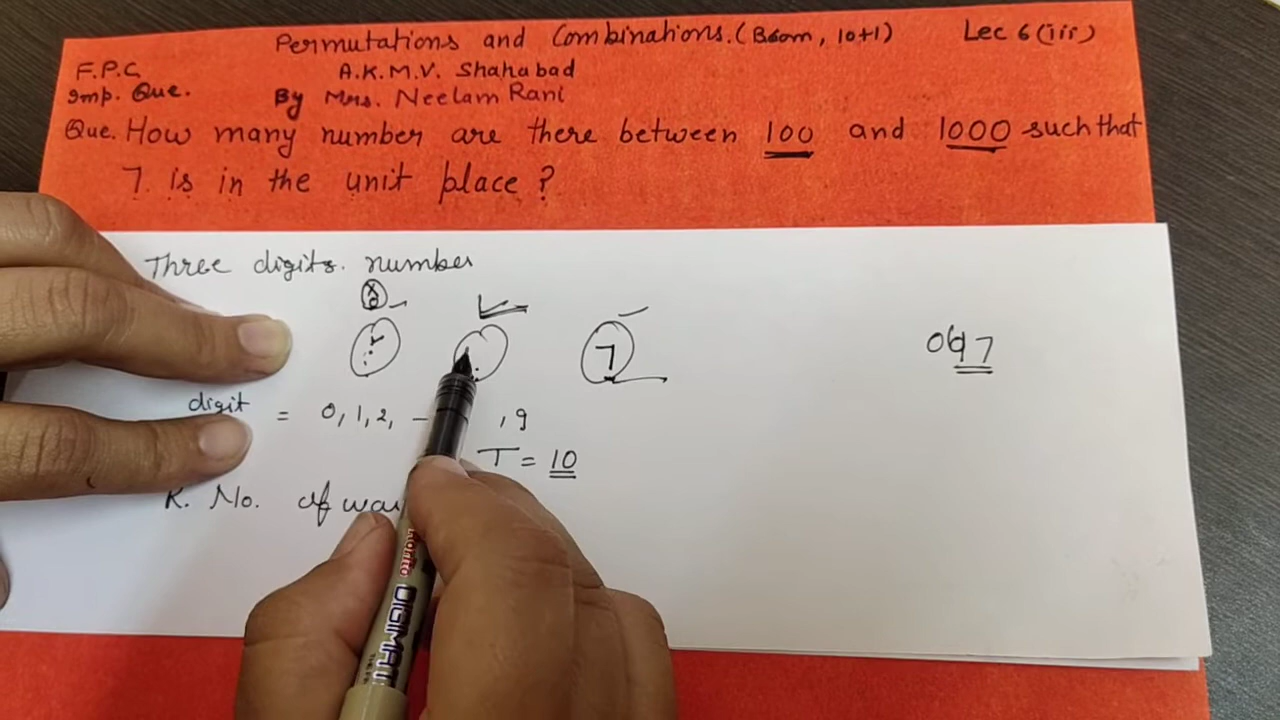 Permutations and Combinations. (Bcom, 10+1) Lec 6 (iii)
F.P.C A.K.M.V. Shahabad
Imp. Que. By Mrs. Neelam Rani
Que. How many number are there between 100 and 1000 such that
7. is in the unit place ?
Three digits. number
7
digit = 0, 1, 2, - , 9
T = 10
R. No. of
DIGIMAT